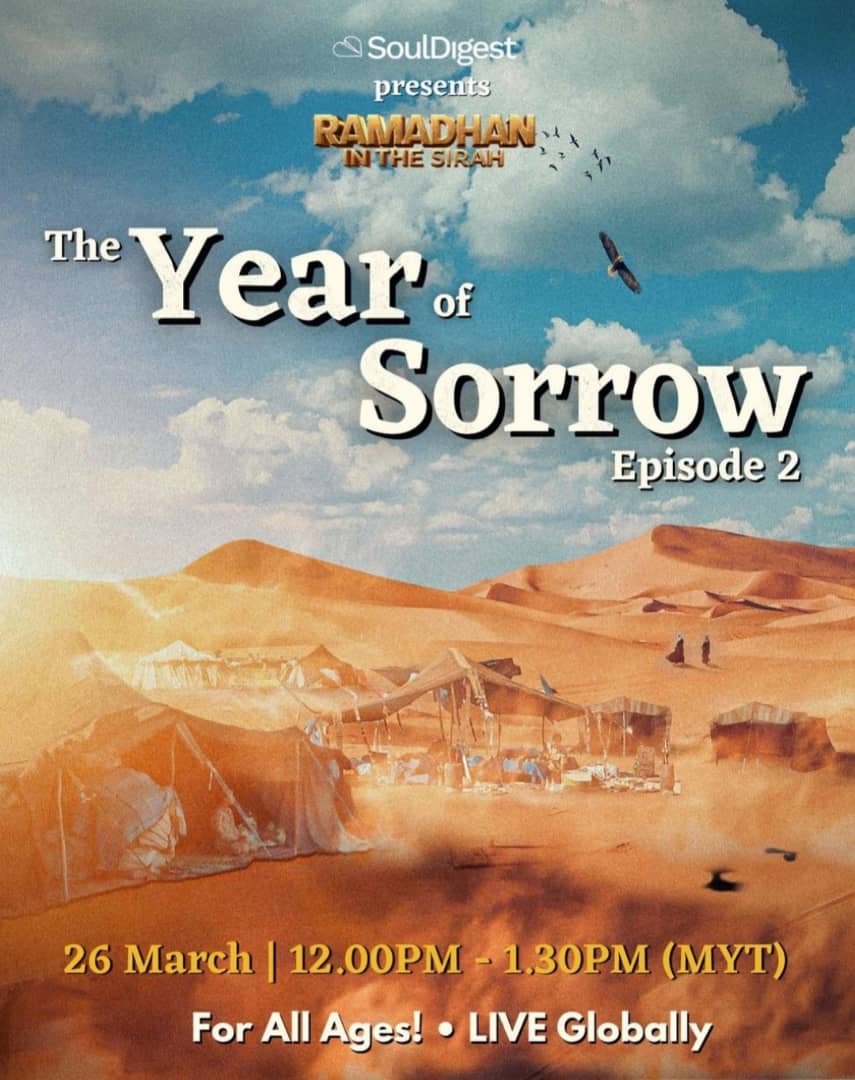 SoulDigest
presents
RAMADHAN
IN THE SIRAH
The Year of
Sorrow
Episode 2
26 March | 12.00PM - 1.30PM (MYT)
For All Ages! • LIVE Globally